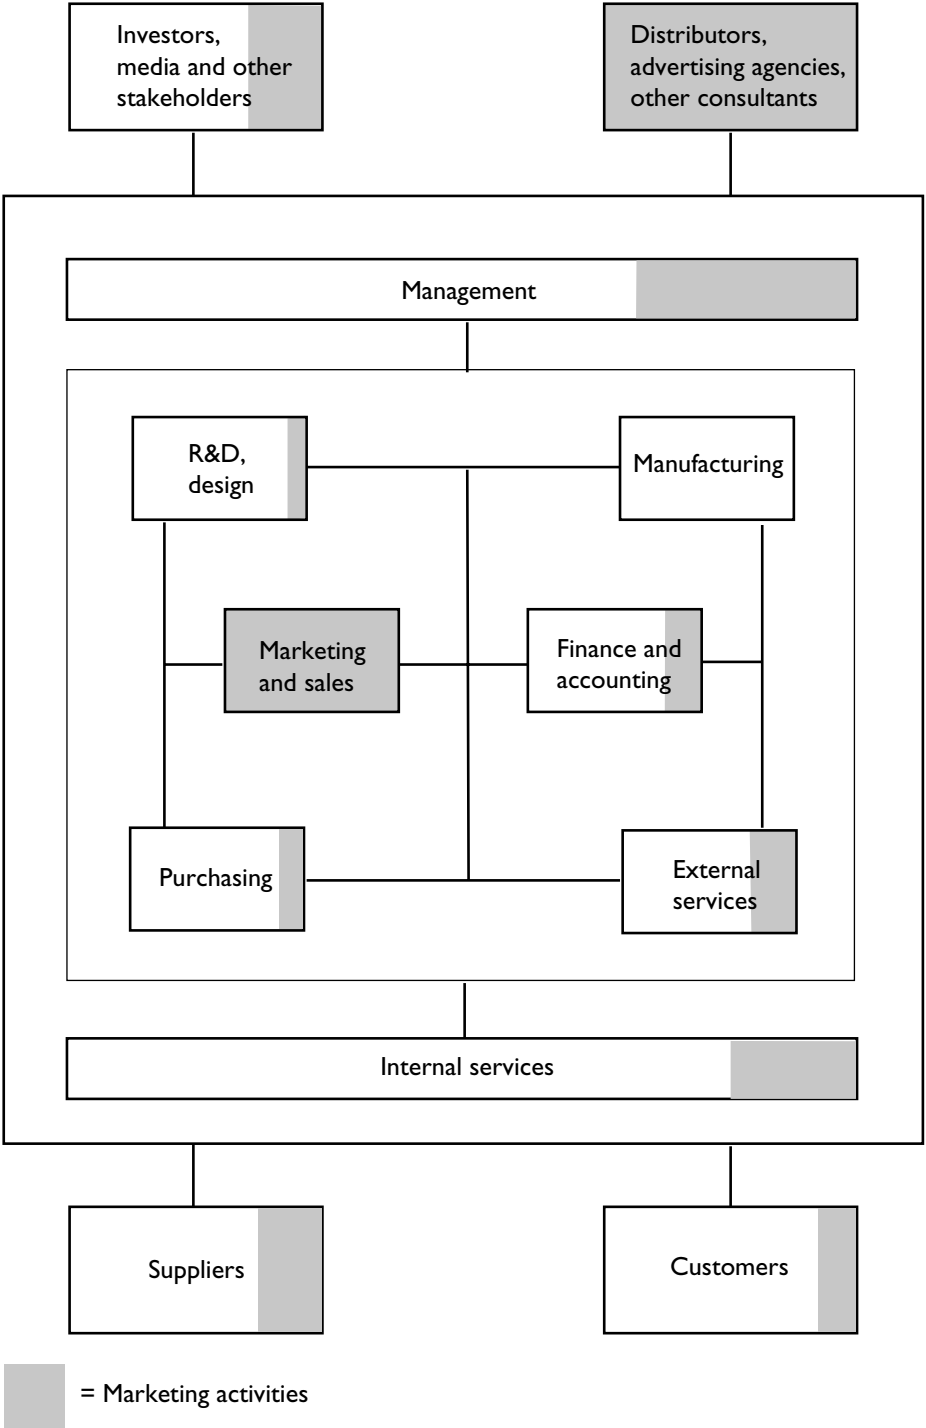 Investors,
media and other
stakeholders
Distributors,
advertising agencies,
other consultants
Management
R&D,
design
Manufacturing
Marketing
and sales
Finance and
accounting
Purchasing
External
services
Internal services
Suppliers
Customers
= Marketing activities